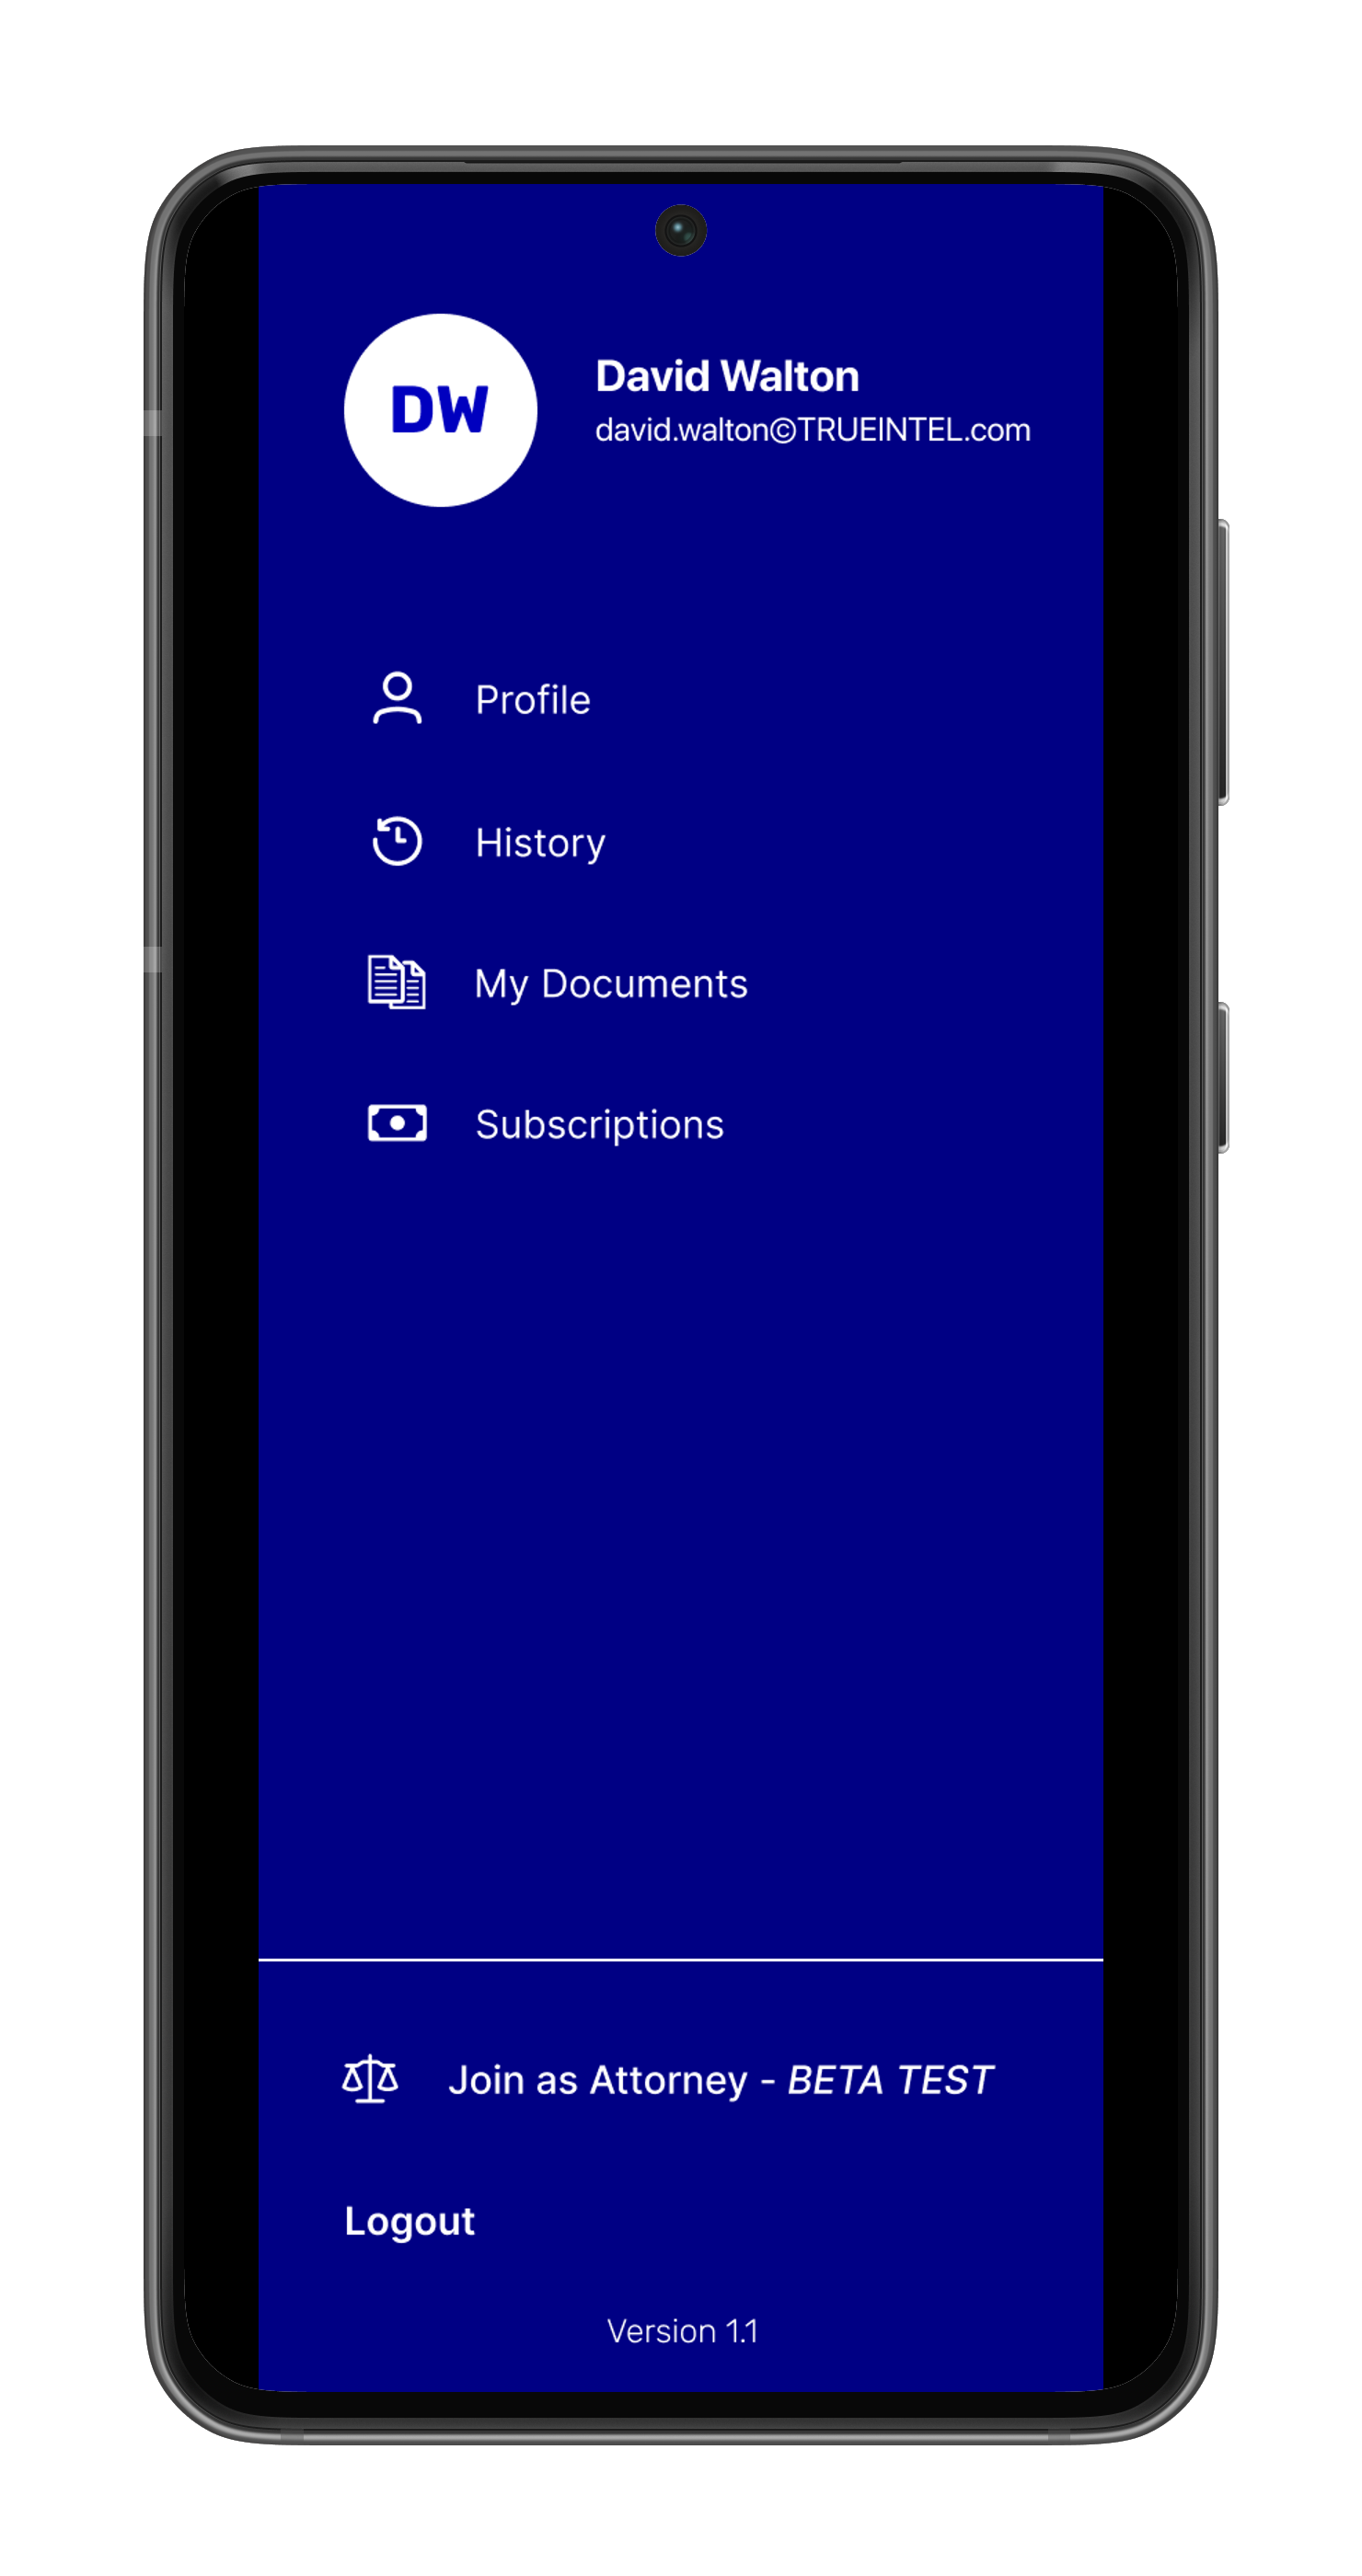 DW
David Walton
david.walton©TRUEINTEL.com
Profile
History
My Documents
Subscriptions
Join as Attorney - BETA TEST
Logout
Version 1.1